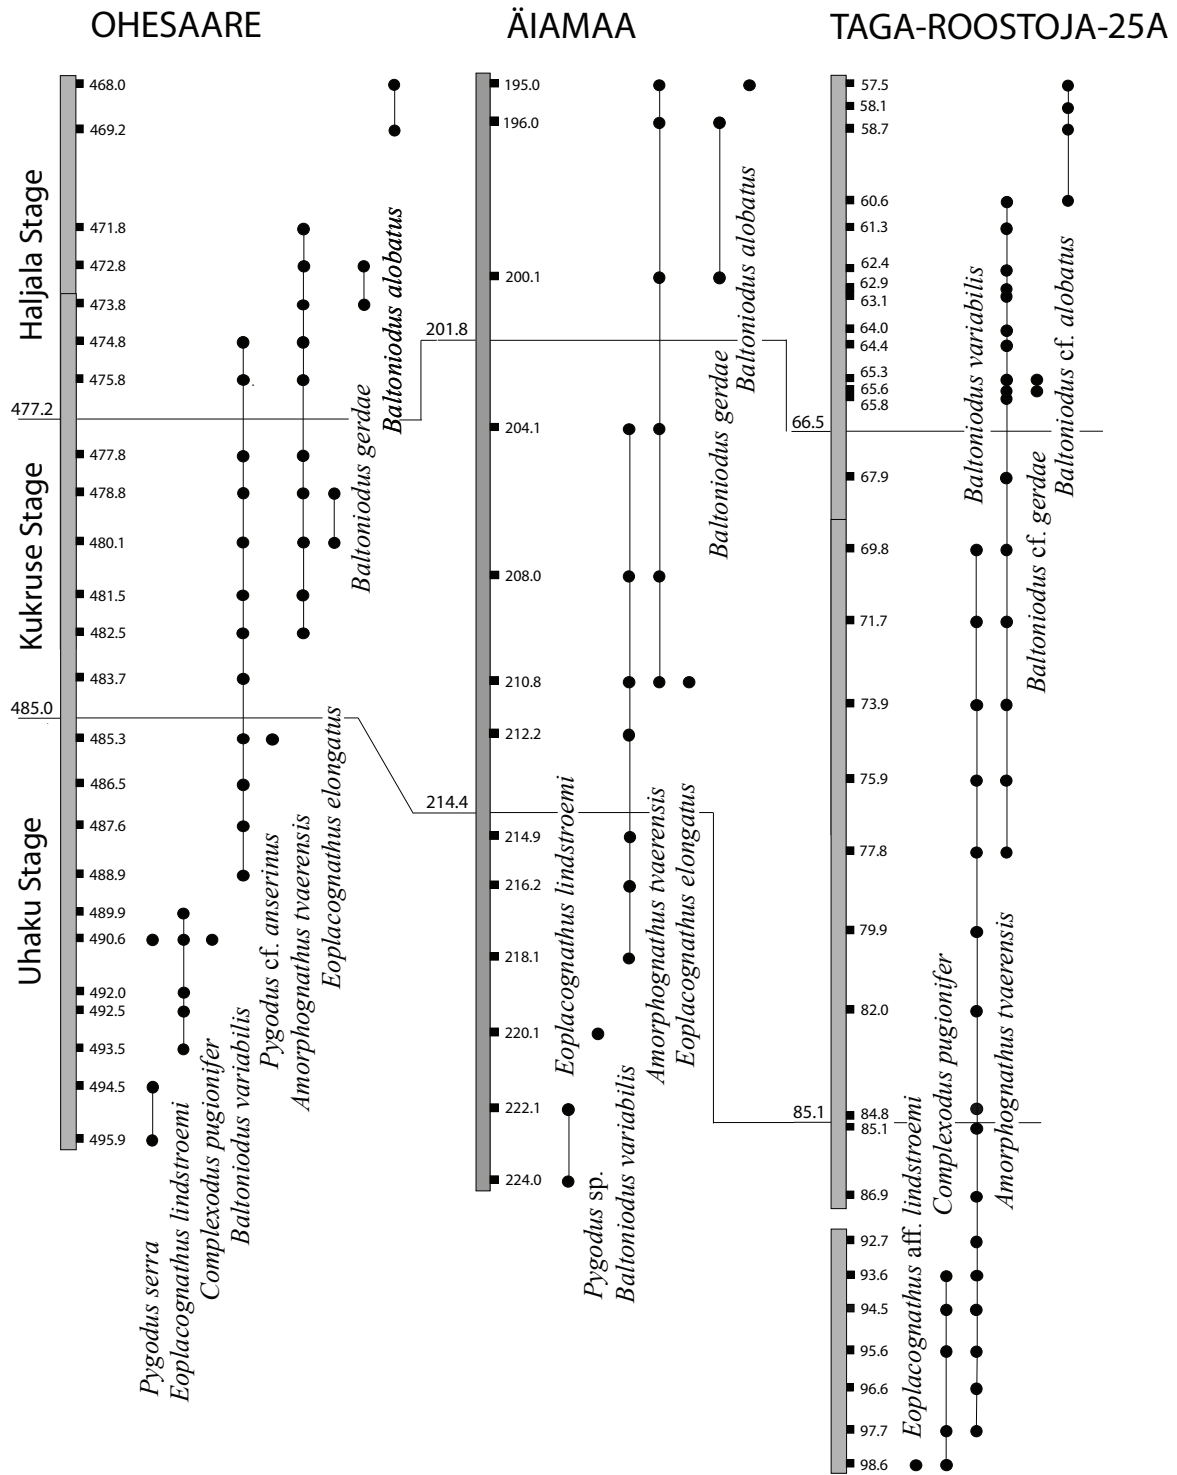 OHESAARE
ÄIAMAA
TAGA-ROOSTOJA-25A
Haljala Stage
Kukruse Stage
Uhaku Stage
468.0
469.2
471.8
472.8
473.8
474.8
475.8
477.2
477.8
478.8
480.1
481.5
482.5
483.7
485.0
485.3
486.5
487.6
488.9
489.9
490.6
492.0
492.5
493.5
494.5
495.9
Pygodus serra
Eoplacognathus lindstroemi
Complexodus pugionifer
Baltoniodus variabilis
Pygodus cf. anserinus
Amorphognathus tvaerensis
Eoplacognathus elongatus
Baltoniodus gerdae
Baltoniodus alobatus
195.0
196.0
200.1
201.8
204.1
208.0
210.8
212.2
214.4
214.9
216.2
218.1
220.1
222.1
224.0
Eoplacognathus lindstroemi
Pygodus sp.
Baltoniodus variabilis
Amorphognathus tvaerensis
Eoplacognathus elongatus
Baltoniodus gerdae
Baltoniodus alobatus
57.5
58.1
58.7
60.6
61.3
62.4
62.9
63.1
64.0
64.4
65.3
65.6
65.8
66.5
67.9
69.8
71.7
73.9
75.9
77.8
79.9
82.0
84.8
85.1
85.1
86.9
92.7
93.6
94.5
95.6
96.6
97.7
98.6
Eoplacognathus aff. lindstroemi
Complexodus pugionifer
Baltoniodus variabilis
Amorphognathus tvaerensis
Baltoniodus cf. gerdae
Baltoniodus cf. alobatus